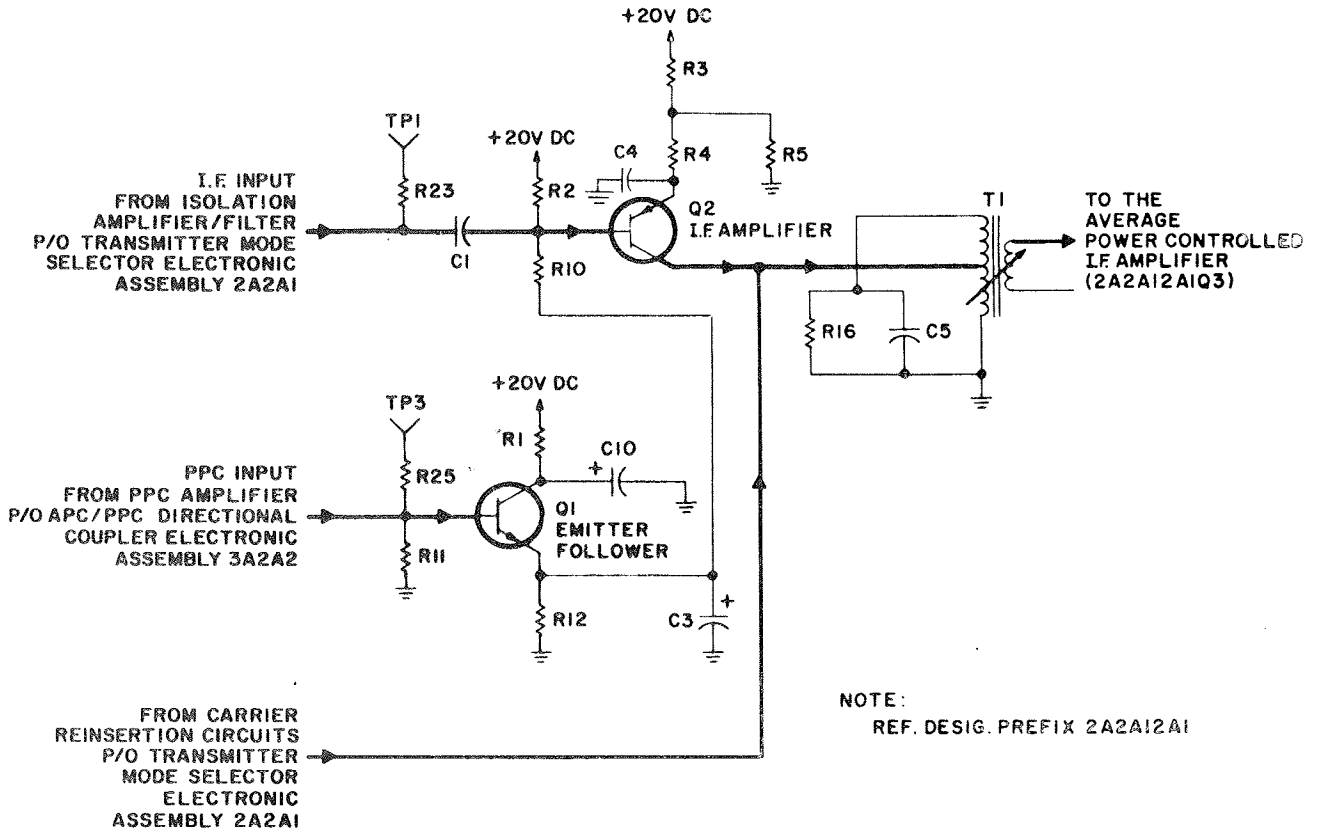 +20V DC
R3
TP1
+20V DC
C4
R4
R5
I.F. INPUT
FROM ISOLATION
AMPLIFIER/FILTER
P/O TRANSMITTER MODE
SELECTOR ELECTRONIC
ASSEMBLY 2A2A1
R23
C1
R2
R10
Q2
I.F. AMPLIFIER
T1
TO THE
AVERAGE
POWER CONTROLLED
I.F. AMPLIFIER
(2A2A12A1Q3)
R16
C5
+20V DC
TP3
R1
C10
+
PPC INPUT
FROM PPC AMPLIFIER
P/O APC/PPC DIRECTIONAL
COUPLER ELECTRONIC
ASSEMBLY 3A2A2
R25
R11
Q1
EMITTER
FOLLOWER
R12
C3
+
FROM CARRIER
REINSERTION CIRCUITS
P/O TRANSMITTER
MODE SELECTOR
ELECTRONIC
ASSEMBLY 2A2A1
NOTE:
REF. DESIG. PREFIX 2A2A12A1